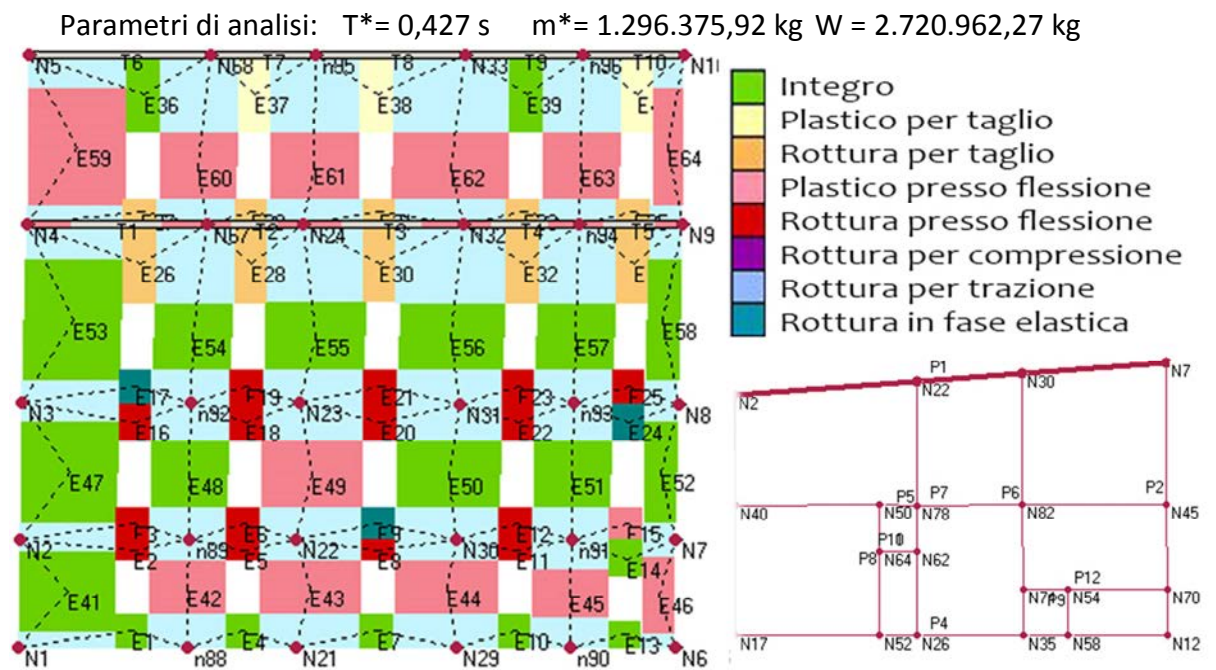 Parametri di analisi: T*= 0,427 s m*= 1.296.375,92 kg W = 2.720.962,27 kg
N5 T6 N68 T7 n95 T8 N33 T9 n96 T10
E36 E37 E38 E39
E59 E60 E61 E62 E63 E64
N4 T1 N67 T2 N24 T3 N32 T4 n94 T5 N9
E26 E28 E30 E32 E
E53 E54 E55 E56 E57 E58
E17 E19 E21 E23 E25
N3 n92 N23 N31 n93 N8
E16 E18 E20 E22 E24
E47 E48 E49 E50 E51 E52
E3 E6 E9 E12 E15
N2 n89 N22 N30 n91 N7
E2 E5 E8 E11 E14
E41 E42 E43 E44 E45 E46
E1 E4 E7 E10 E13
N1 n88 N21 N29 n90 N6
Integro
Plastico per taglio
Rottura per taglio
Plastico presso flessione
Rottura presso flessione
Rottura per compressione
Rottura per trazione
Rottura in fase elastica
P1 N7
N2 N22 N30
P5 P7 P6 P2
N40 N50 N78 N82 N45
P8 N64 N62
P12
N54 N70
P4
N17 N52 N26 N35 N58 N12